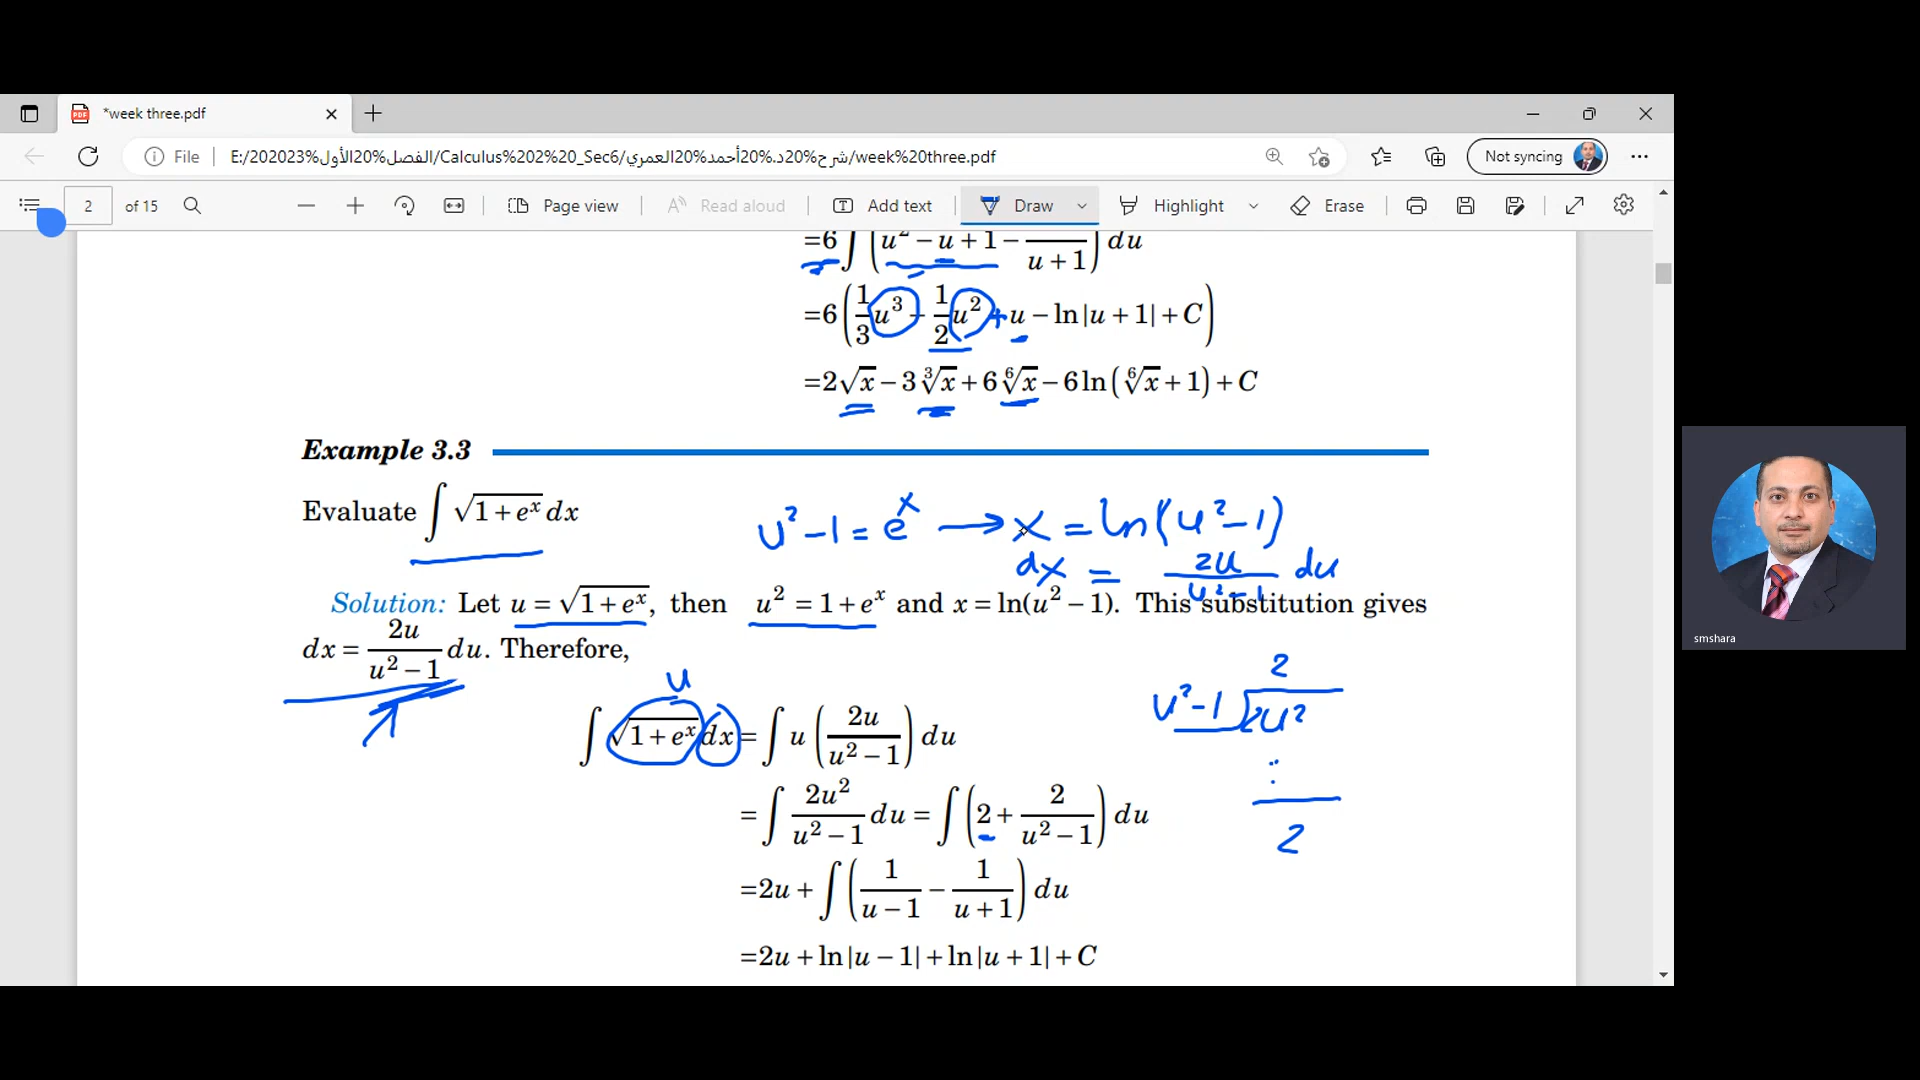 *week three.pdf
File E:/202023%الفصل%20الأول/Calculus%202%20_Sec6/شرح%20د.%20أحمد%20العمري/week%20three.pdf
Not syncing
2 of 15 Page view Read aloud Add text Draw Highlight Erase
=6∫(u² − u + 1 − —/(u + 1)) du
=6(1/3 u³ − 1/2 u² + u − ln|u + 1| + C)
=2√x − 3∛x + 6⁶√x − 6 ln(⁶√x + 1) + C
Example 3.3
Evaluate ∫ √(1 + eˣ) dx
u² − 1 = eˣ → x = ln(u² − 1)
dx = 2u/(u² − 1) du
Solution: Let u = √(1 + eˣ), then u² = 1 + eˣ and x = ln(u² − 1). This substitution gives
dx = 2u/(u² − 1) du. Therefore,
u
∫ √(1 + eˣ) dx = ∫ u (2u/(u² − 1)) du
= ∫ 2u²/(u² − 1) du = ∫ (2 + 2/(u² − 1)) du
=2u + ∫ (1/(u − 1) − 1/(u + 1)) du
=2u + ln|u − 1| + ln|u + 1| + C
2
u² − 1 2u²
:
2
smshara